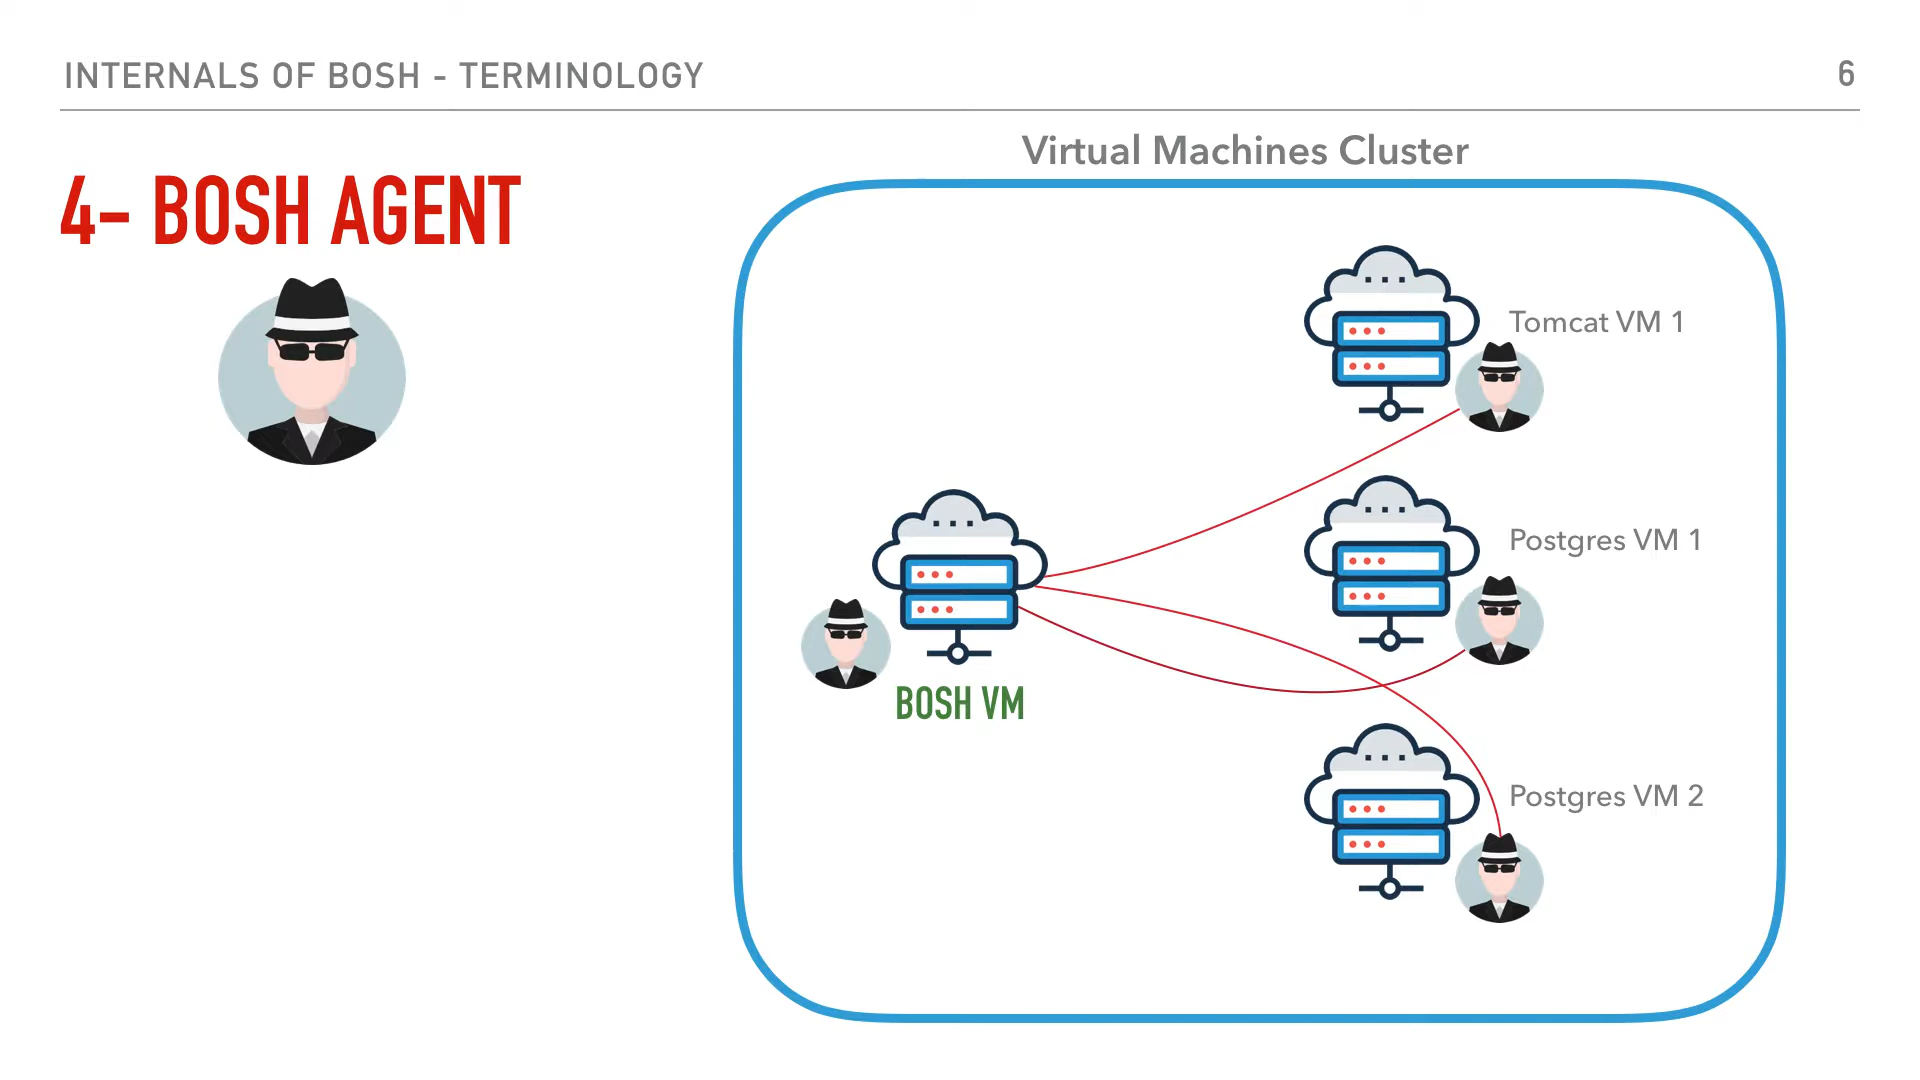 INTERNALS OF BOSH - TERMINOLOGY
6
4- BOSH AGENT
Virtual Machines Cluster
Tomcat VM 1
Postgres VM 1
BOSH VM
Postgres VM 2